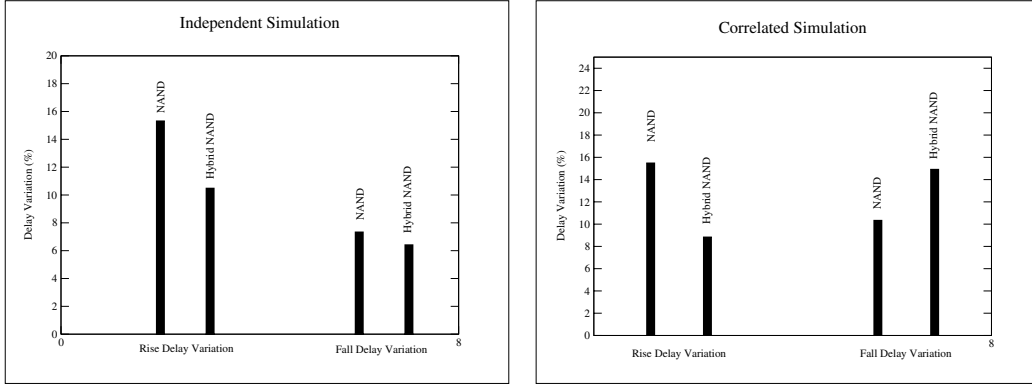 Independent Simulation
20
18
16
14
12
10
8
6
4
2
0
Delay Variation (%)
NAND
Hybrid NAND
NAND
Hybrid NAND
0
8
Rise Delay Variation
Fall Delay Variation
Correlated Simulation
24
22
20
18
16
14
12
10
8
6
4
2
0
Delay Variation (%)
NAND
Hybrid NAND
NAND
Hybrid NAND
8
Rise Delay Variation
Fall Delay Variation